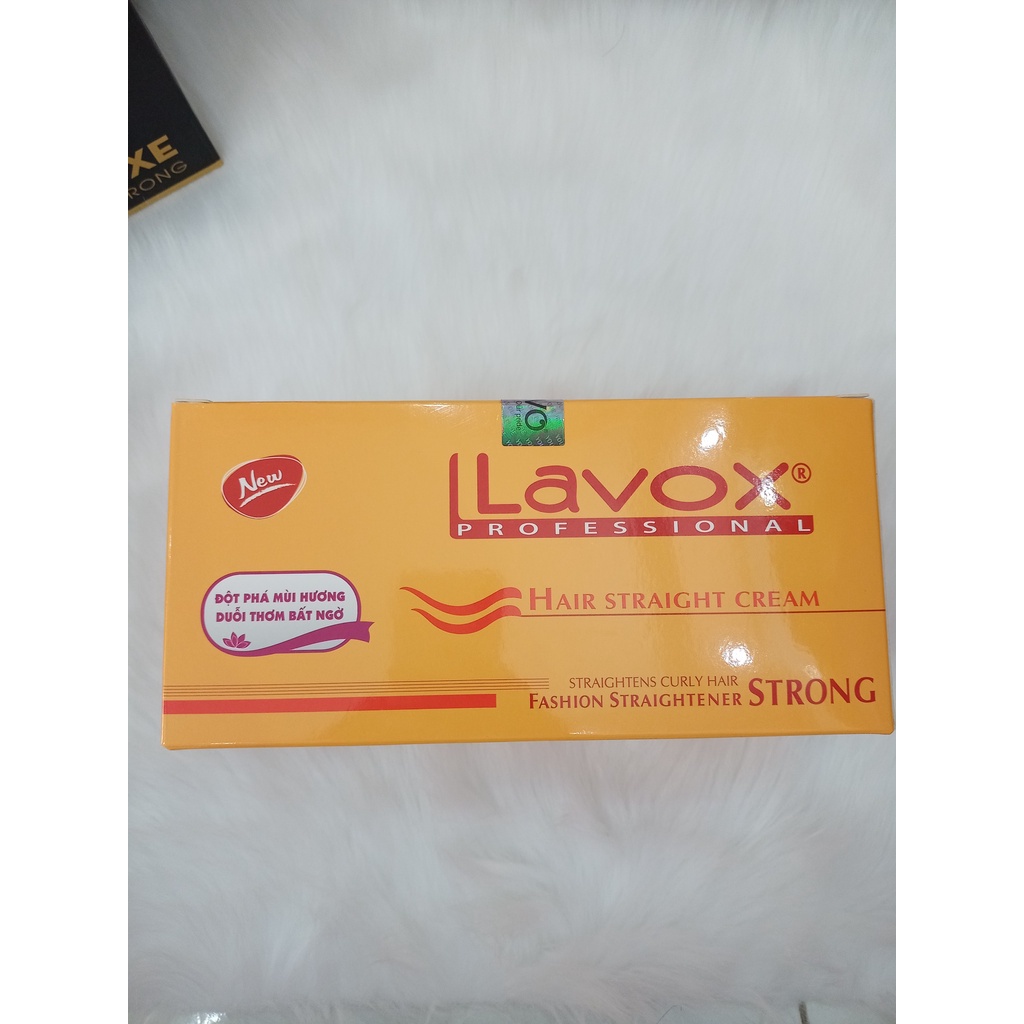 XE
RONG
New
Lavox®
PROFESSIONAL
ĐỘT PHÁ MÙI HƯƠNG
DUỖI THƠM BẤT NGỜ
HAIR STRAIGHT CREAM
STRAIGHTENS CURLY HAIR
FASHION STRAIGHTENER STRONG